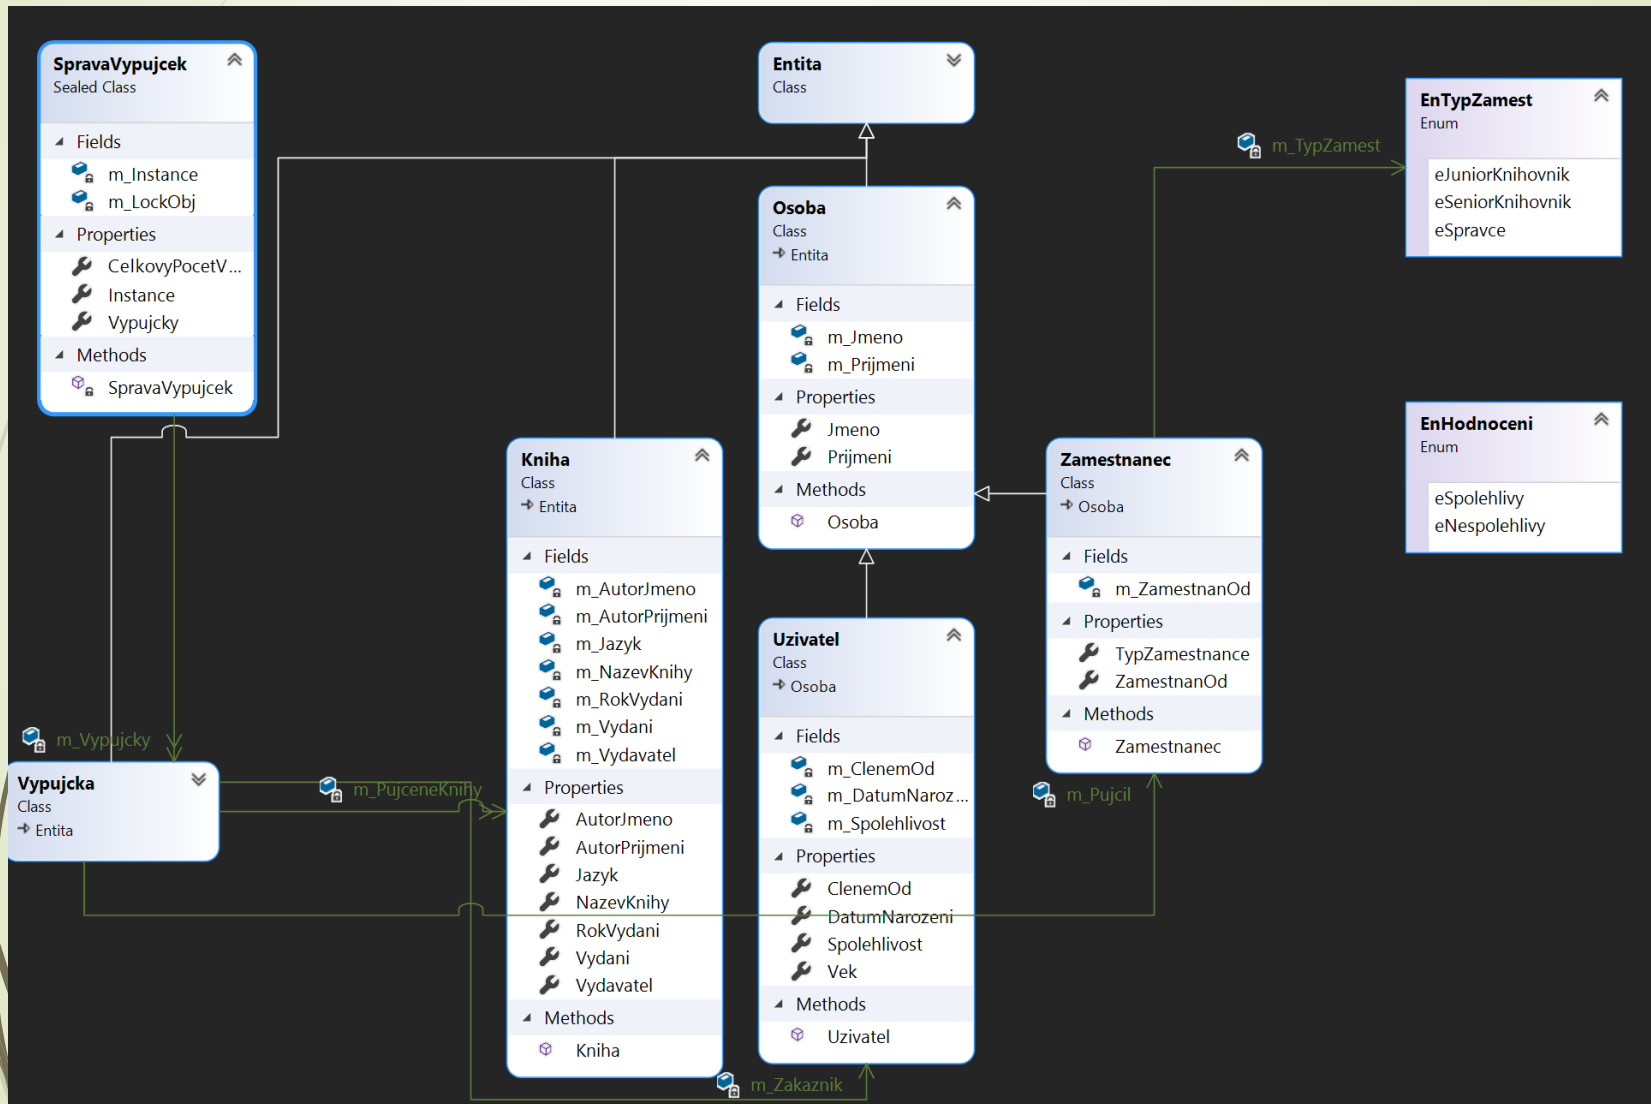 SpravaVypujcek
Sealed Class
Fields
m_Instance
m_LockObj
Properties
CelkovyPocetV...
Instance
Vypujcky
Methods
SpravaVypujcek
Entita
Class
Osoba
Class
Entita
Fields
m_Jmeno
m_Prijmeni
Properties
Jmeno
Prijmeni
Methods
Osoba
m_TypZamest
EnTypZamest
Enum
eJuniorKnihovnik
eSeniorKnihovnik
eSpravce
EnHodnoceni
Enum
eSpolehlivy
eNespolehlivy
Kniha
Class
Entita
Fields
m_AutorJmeno
m_AutorPrijmeni
m_Jazyk
m_NazevKnihy
m_RokVydani
m_Vydani
m_Vydavatel
Properties
AutorJmeno
AutorPrijmeni
Jazyk
NazevKnihy
RokVydani
Vydani
Vydavatel
Methods
Kniha
Uzivatel
Class
Osoba
Fields
m_ClenemOd
m_DatumNaroz...
m_Spolehlivost
Properties
ClenemOd
DatumNarozeni
Spolehlivost
Vek
Methods
Uzivatel
Zamestnanec
Class
Osoba
Fields
m_ZamestnanOd
Properties
TypZamestnance
ZamestnanOd
Methods
Zamestnanec
m_Vypujcky
Vypujcka
Class
Entita
m_PujceneKnihy
m_Pujcil
m_Zakaznik